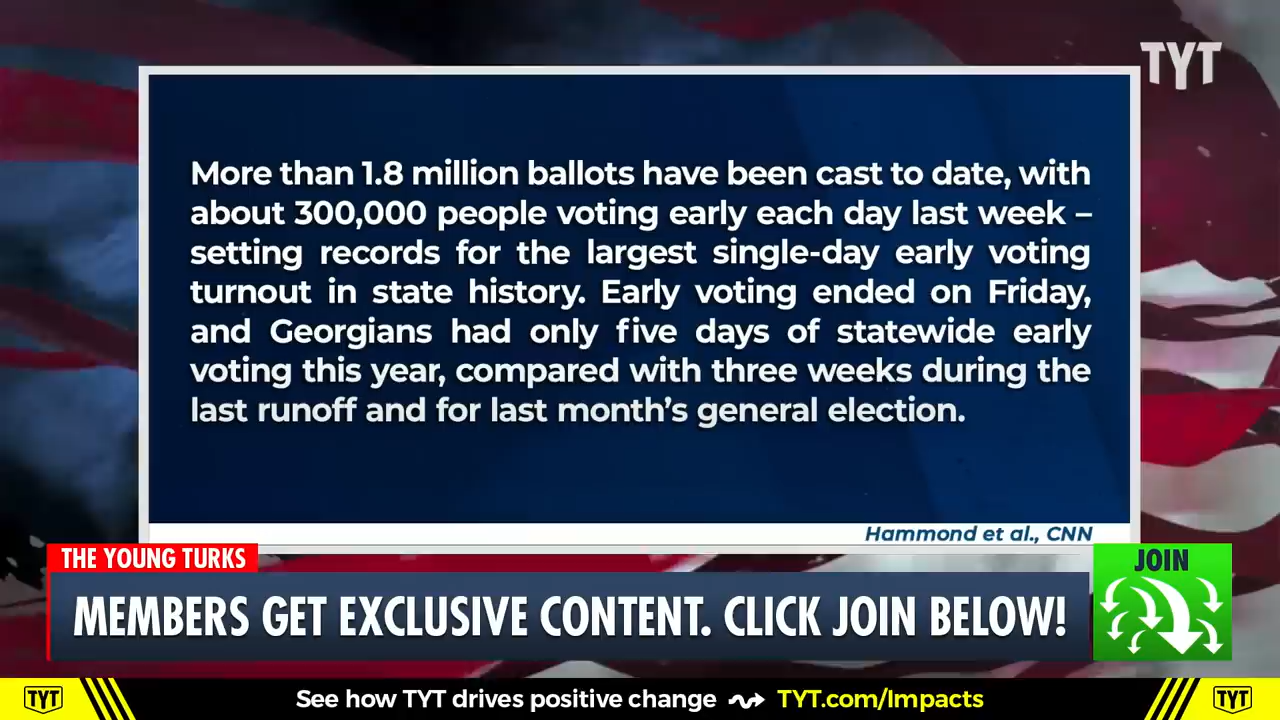 TYT
More than 1.8 million ballots have been cast to date, with
about 300,000 people voting early each day last week –
setting records for the largest single-day early voting
turnout in state history. Early voting ended on Friday,
and Georgians had only five days of statewide early
voting this year, compared with three weeks during the
last runoff and for last month’s general election.
Hammond et al., CNN
THE YOUNG TURKS
MEMBERS GET EXCLUSIVE CONTENT. CLICK JOIN BELOW!
JOIN
TYT
See how TYT drives positive change
TYT.com/Impacts
TYT